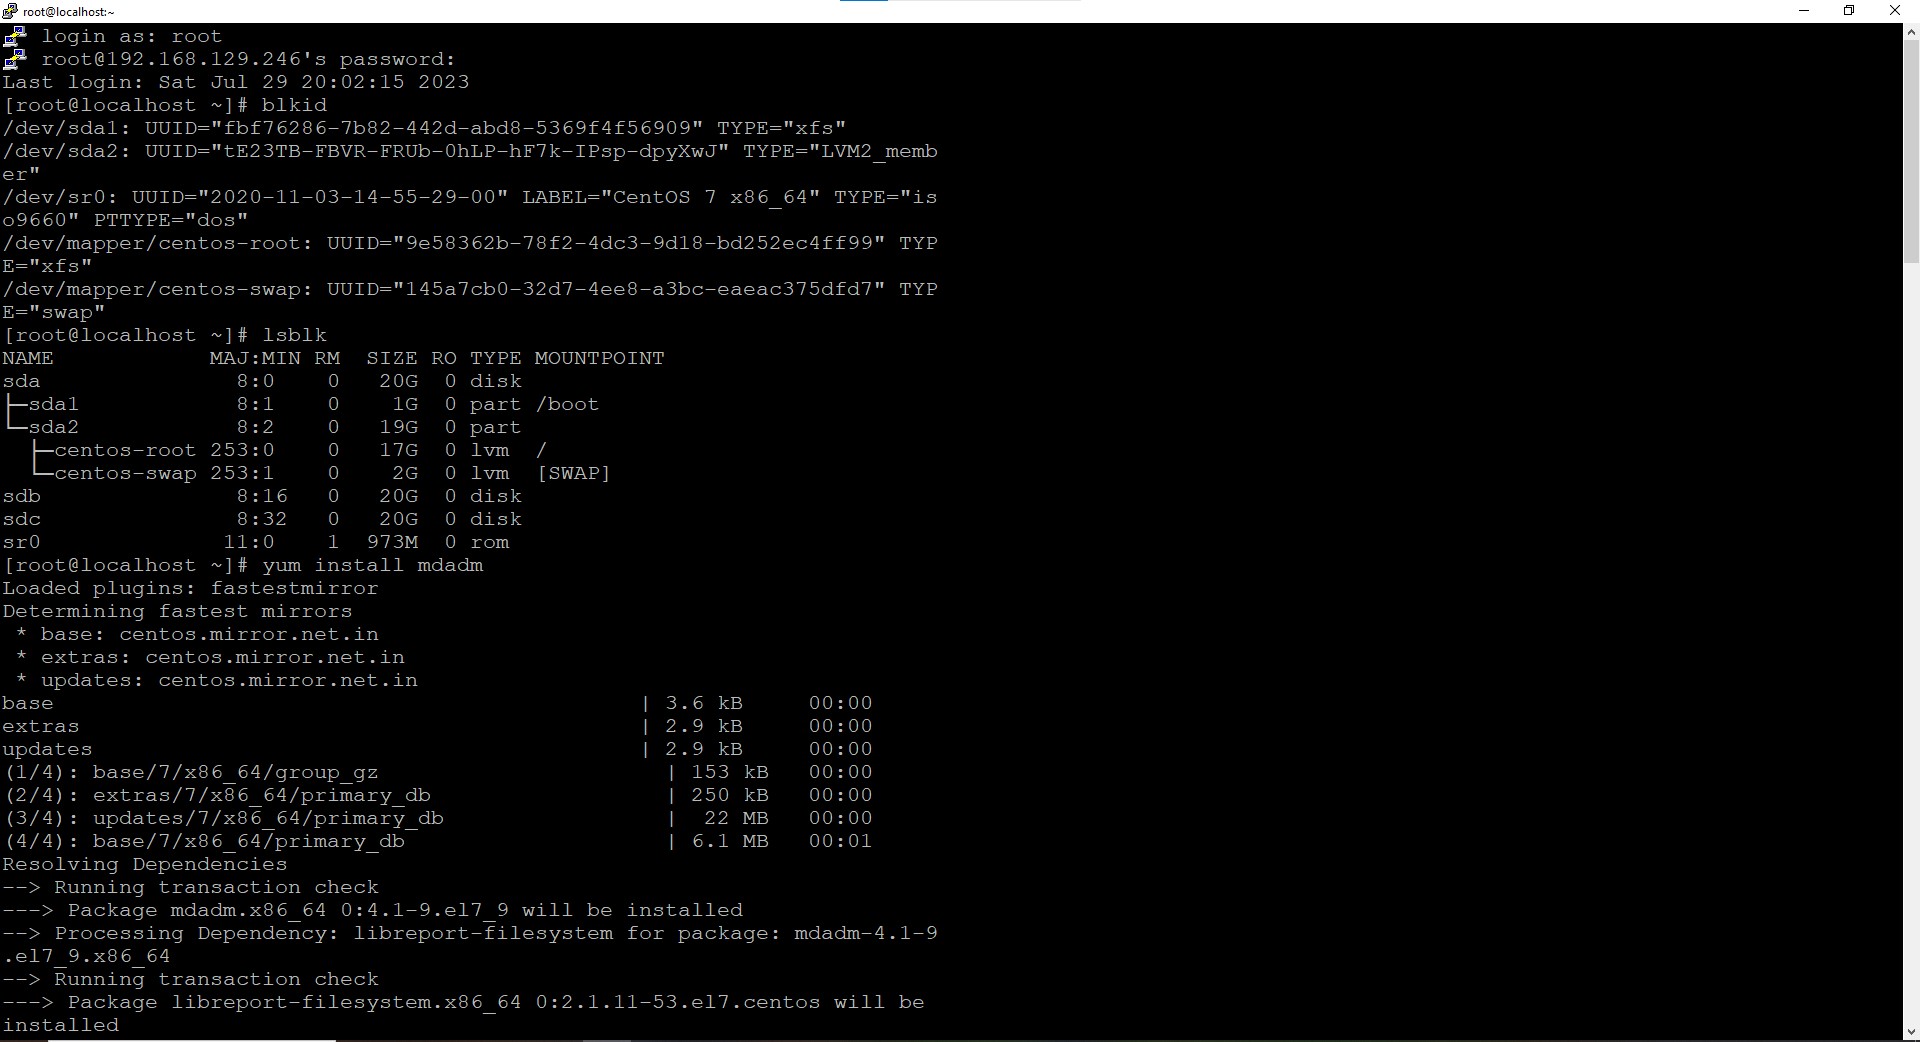 root@localhost:~
login as: root
root@192.168.129.246's password:
Last login: Sat Jul 29 20:02:15 2023
[root@localhost ~]# blkid
/dev/sda1: UUID="fbf76286-7b82-442d-abd8-5369f4f56909" TYPE="xfs"
/dev/sda2: UUID="tE23TB-FBVR-FRUb-0hLP-hF7k-IPsp-dpyXwJ" TYPE="LVM2_memb
er"
/dev/sr0: UUID="2020-11-03-14-55-29-00" LABEL="CentOS 7 x86_64" TYPE="is
o9660" PTTYPE="dos"
/dev/mapper/centos-root: UUID="9e58362b-78f2-4dc3-9d18-bd252ec4ff99" TYP
E="xfs"
/dev/mapper/centos-swap: UUID="145a7cb0-32d7-4ee8-a3bc-eaeac375dfd7" TYP
E="swap"
[root@localhost ~]# lsblk
NAME            MAJ:MIN RM  SIZE RO TYPE MOUNTPOINT
sda               8:0    0   20G  0 disk
├─sda1            8:1    0    1G  0 part /boot
└─sda2            8:2    0   19G  0 part
  ├─centos-root 253:0    0   17G  0 lvm  /
  └─centos-swap 253:1    0    2G  0 lvm  [SWAP]
sdb               8:16   0   20G  0 disk
sdc               8:32   0   20G  0 disk
sr0              11:0    1  973M  0 rom
[root@localhost ~]# yum install mdadm
Loaded plugins: fastestmirror
Determining fastest mirrors
 * base: centos.mirror.net.in
 * extras: centos.mirror.net.in
 * updates: centos.mirror.net.in
base                                             | 3.6 kB     00:00
extras                                           | 2.9 kB     00:00
updates                                          | 2.9 kB     00:00
(1/4): base/7/x86_64/group_gz                      | 153 kB   00:00
(2/4): extras/7/x86_64/primary_db                  | 250 kB   00:00
(3/4): updates/7/x86_64/primary_db                 |  22 MB   00:00
(4/4): base/7/x86_64/primary_db                    | 6.1 MB   00:01
Resolving Dependencies
--> Running transaction check
---> Package mdadm.x86_64 0:4.1-9.el7_9 will be installed
--> Processing Dependency: libreport-filesystem for package: mdadm-4.1-9
.el7_9.x86_64
--> Running transaction check
---> Package libreport-filesystem.x86_64 0:2.1.11-53.el7.centos will be
installed